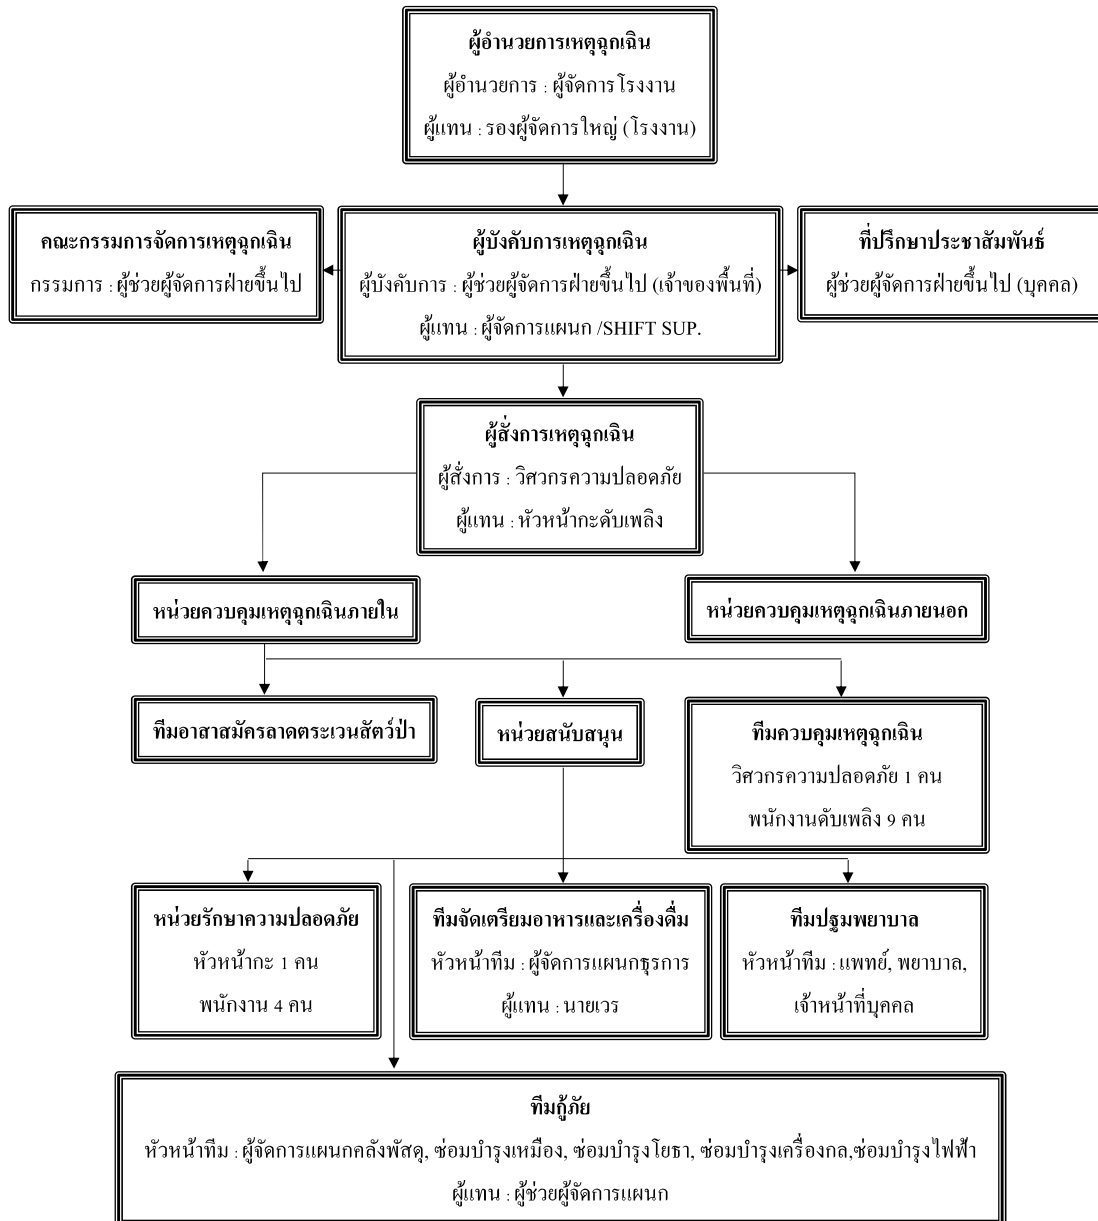 ผู้อำนวยการเหตุฉุกเฉิน
ผู้อำนวยการ : ผู้จัดการโรงงาน
ผู้แทน : รองผู้จัดการใหญ่ (โรงงาน)
คณะกรรมการจัดการเหตุฉุกเฉิน
กรรมการ : ผู้ช่วยผู้จัดการฝ่ายขึ้นไป
ผู้บังคับการเหตุฉุกเฉิน
ผู้บังคับการ : ผู้ช่วยผู้จัดการฝ่ายขึ้นไป (เจ้าของพื้นที่)
ผู้แทน : ผู้จัดการแผนก /SHIFT SUP.
ที่ปรึกษาประชาสัมพันธ์
ผู้ช่วยผู้จัดการฝ่ายขึ้นไป (บุคคล)
ผู้สั่งการเหตุฉุกเฉิน
ผู้สั่งการ : วิศวกรความปลอดภัย
ผู้แทน : หัวหน้ากะดับเพลิง
หน่วยควบคุมเหตุฉุกเฉินภายใน
หน่วยควบคุมเหตุฉุกเฉินภายนอก
ทีมอาสาสมัครลาดตระเวนสัตว์ป่า
หน่วยสนับสนุน
ทีมควบคุมเหตุฉุกเฉิน
วิศวกรความปลอดภัย 1 คน
พนักงานดับเพลิง 9 คน
หน่วยรักษาความปลอดภัย
หัวหน้ากะ 1 คน
พนักงาน 4 คน
ทีมจัดเตรียมอาหารและเครื่องดื่ม
หัวหน้าทีม : ผู้จัดการแผนกธุรการ
ผู้แทน : นายเวร
ทีมปฐมพยาบาล
หัวหน้าทีม : แพทย์, พยาบาล,
เจ้าหน้าที่บุคคล
ทีมกู้ภัย
หัวหน้าทีม : ผู้จัดการแผนกคลังพัสดุ, ซ่อมบำรุงเหมือง, ซ่อมบำรุงโยธา, ซ่อมบำรุงเครื่องกล,ซ่อมบำรุงไฟฟ้า
ผู้แทน : ผู้ช่วยผู้จัดการแผนก